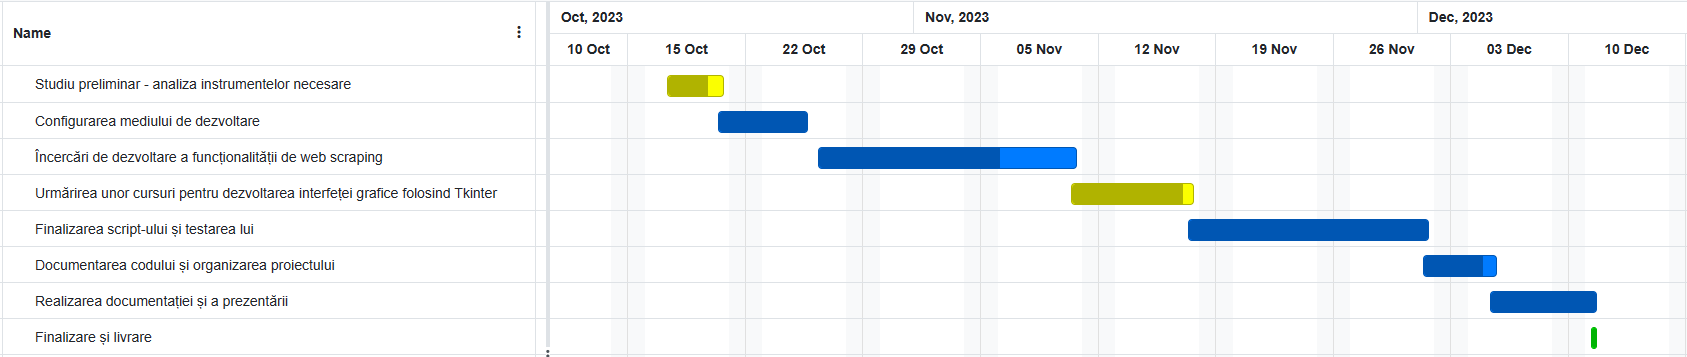 Name
Oct, 2023
Nov, 2023
Dec, 2023
10 Oct
15 Oct
22 Oct
29 Oct
05 Nov
12 Nov
19 Nov
26 Nov
03 Dec
10 Dec
Studiu preliminar - analiza instrumentelor necesare
Configurarea mediului de dezvoltare
Încercări de dezvoltare a funcționalității de web scraping
Urmărirea unor cursuri pentru dezvoltarea interfeței grafice folosind Tkinter
Finalizarea script-ului și testarea lui
Documentarea codului și organizarea proiectului
Realizarea documentației și a prezentării
Finalizare și livrare